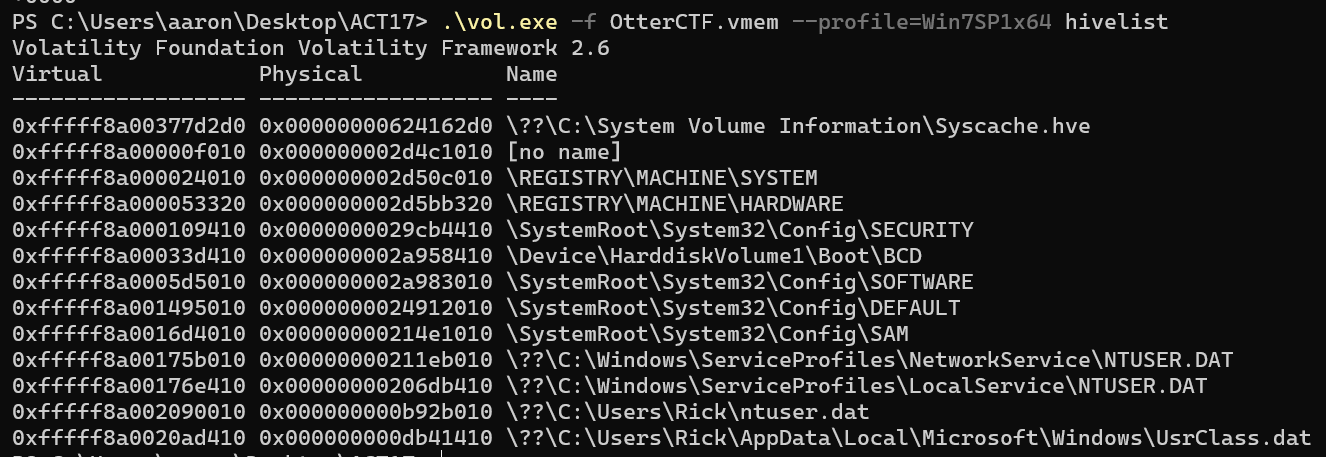 PS C:\Users\aaron\Desktop\ACT17> .\vol.exe -f OtterCTF.vmem --profile=Win7SP1x64 hivelist
Volatility Foundation Volatility Framework 2.6
Virtual            Physical           Name
------------------ ------------------ ----
0xfffff8a00377d2d0 0x00000000624162d0 \??\C:\System Volume Information\Syscache.hve
0xfffff8a00000f010 0x000000002d4c1010 [no name]
0xfffff8a000024010 0x000000002d50c010 \REGISTRY\MACHINE\SYSTEM
0xfffff8a000053320 0x000000002d5bb320 \REGISTRY\MACHINE\HARDWARE
0xfffff8a000109410 0x0000000029cb4410 \SystemRoot\System32\Config\SECURITY
0xfffff8a00033d410 0x000000002a958410 \Device\HarddiskVolume1\Boot\BCD
0xfffff8a0005d5010 0x000000002a983010 \SystemRoot\System32\Config\SOFTWARE
0xfffff8a001495010 0x0000000024912010 \SystemRoot\System32\Config\DEFAULT
0xfffff8a0016d4010 0x00000000214e1010 \SystemRoot\System32\Config\SAM
0xfffff8a00175b010 0x00000000211eb010 \??\C:\Windows\ServiceProfiles\NetworkService\NTUSER.DAT
0xfffff8a00176e410 0x00000000206db410 \??\C:\Windows\ServiceProfiles\LocalService\NTUSER.DAT
0xfffff8a002090010 0x000000000b92b010 \??\C:\Users\Rick\ntuser.dat
0xfffff8a0020ad410 0x000000000db41410 \??\C:\Users\Rick\AppData\Local\Microsoft\Windows\UsrClass.dat